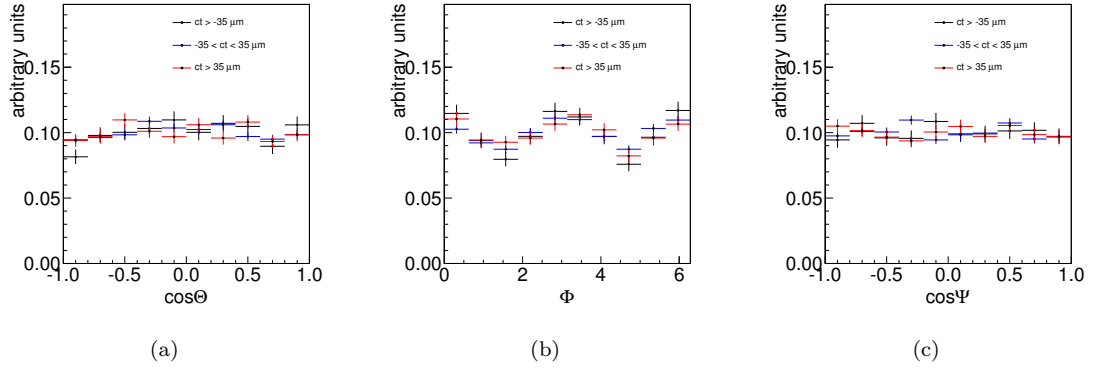 arbitrary units
0.15
0.10
0.05
0.00
ct > -35 μm
-35 < ct < 35 μm
ct > 35 μm
-1.0 -0.5 0.0 0.5 1.0
cosΘ
(a)
arbitrary units
0.15
0.10
0.05
0.00
ct > -35 μm
-35 < ct < 35 μm
ct > 35 μm
0 2 4 6
Φ
(b)
arbitrary units
0.15
0.10
0.05
0.00
ct > -35 μm
-35 < ct < 35 μm
ct > 35 μm
-1.0 -0.5 0.0 0.5 1.0
cosΨ
(c)